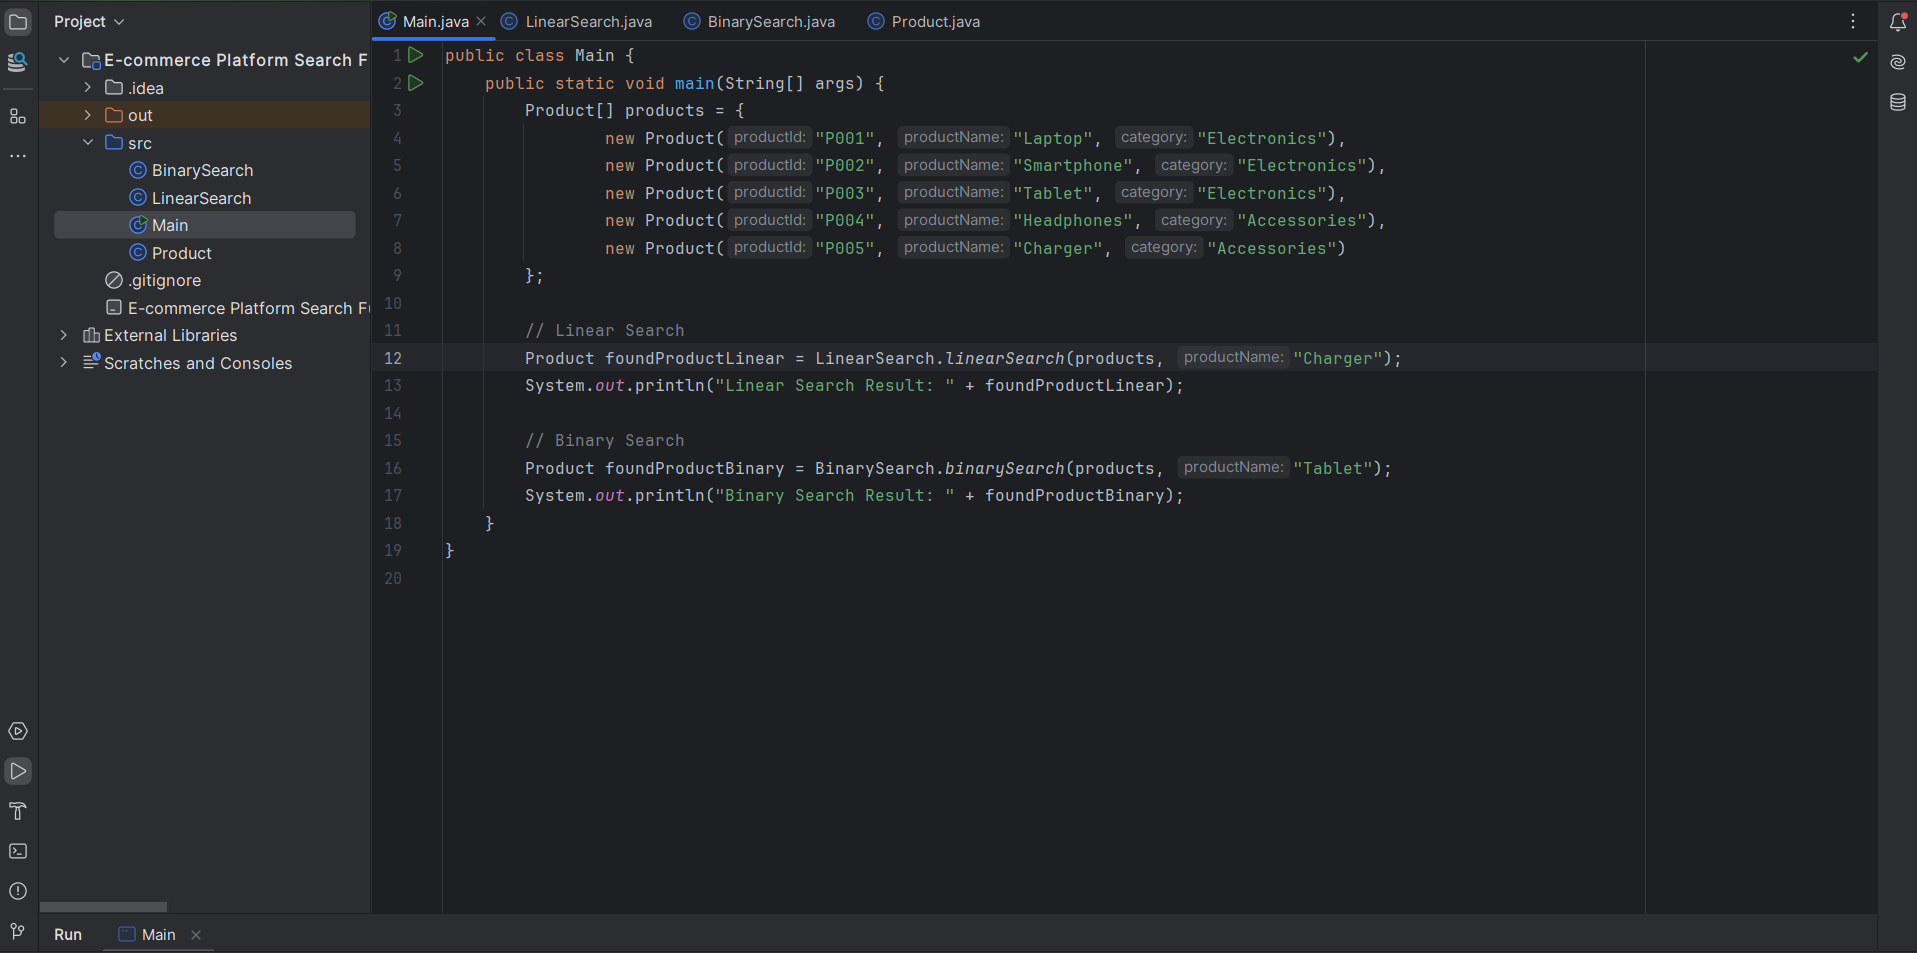 Project
E-commerce Platform Search F
.idea
out
src
BinarySearch
LinearSearch
Main
Product
.gitignore
E-commerce Platform Search Fu
External Libraries
Scratches and Consoles
Main.java LinearSearch.java BinarySearch.java Product.java
1 public class Main {
2 public static void main(String[] args) {
3 Product[] products = {
4 new Product( productId: "P001", productName: "Laptop", category: "Electronics"),
5 new Product( productId: "P002", productName: "Smartphone", category: "Electronics"),
6 new Product( productId: "P003", productName: "Tablet", category: "Electronics"),
7 new Product( productId: "P004", productName: "Headphones", category: "Accessories"),
8 new Product( productId: "P005", productName: "Charger", category: "Accessories")
9 };
10
11 // Linear Search
12 Product foundProductLinear = LinearSearch.linearSearch(products, productName: "Charger");
13 System.out.println("Linear Search Result: " + foundProductLinear);
14
15 // Binary Search
16 Product foundProductBinary = BinarySearch.binarySearch(products, productName: "Tablet");
17 System.out.println("Binary Search Result: " + foundProductBinary);
18 }
19 }
20
Run Main